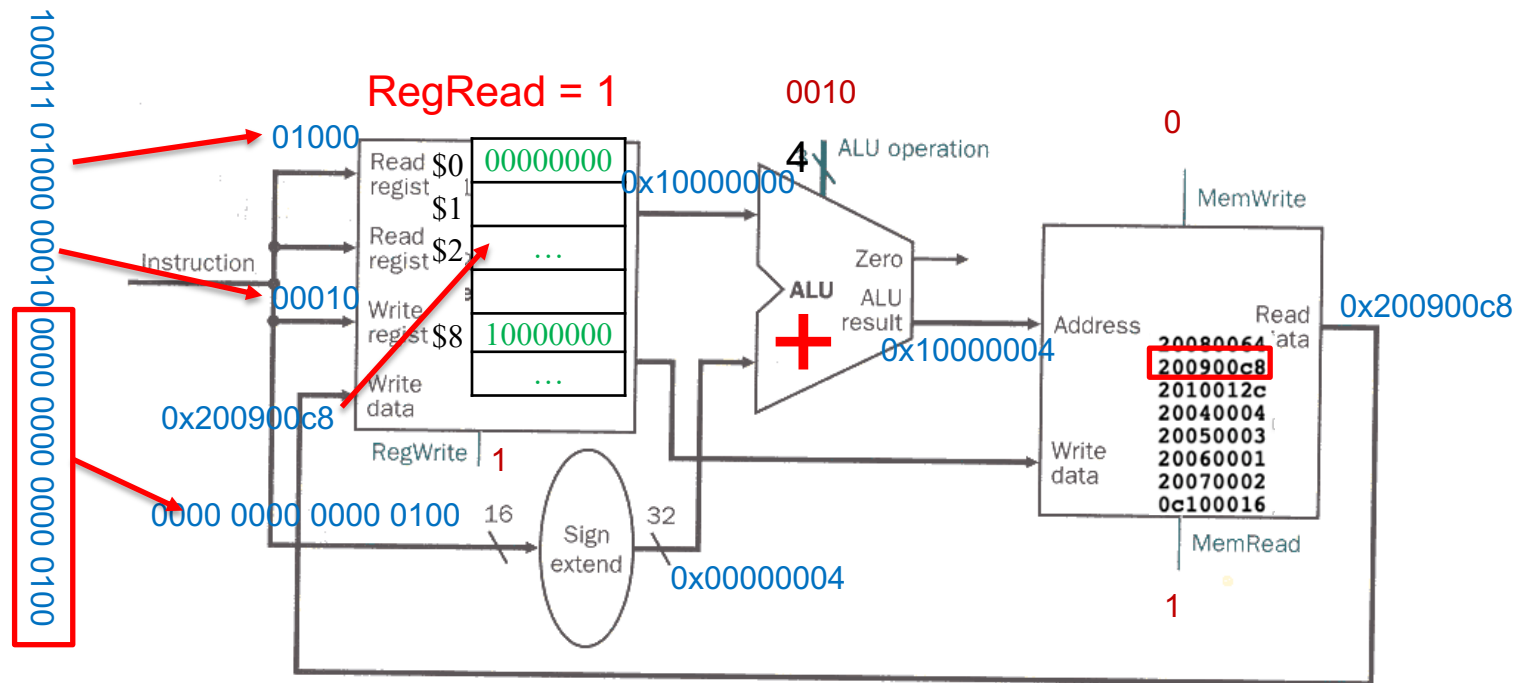 100011 01000 00010 0000 0000 0000 0100
RegRead = 1
0010
0
01000
Read
regist
$0
00000000
$1
Read
regist
$2
...
Write
regist
$8
10000000
...
Write
data
Instruction
00010
0x200900c8
RegWrite
1
0x10000000
4
ALU operation
Zero
ALU
ALU
result
+
0x10000004
MemWrite
Address
Read
ata
0x200900c8
20080064
200900c8
2010012c
20040004
20050003
20060001
20070002
0c100016
Write
data
MemRead
1
0000 0000 0000 0100
16
Sign
extend
32
0x00000004